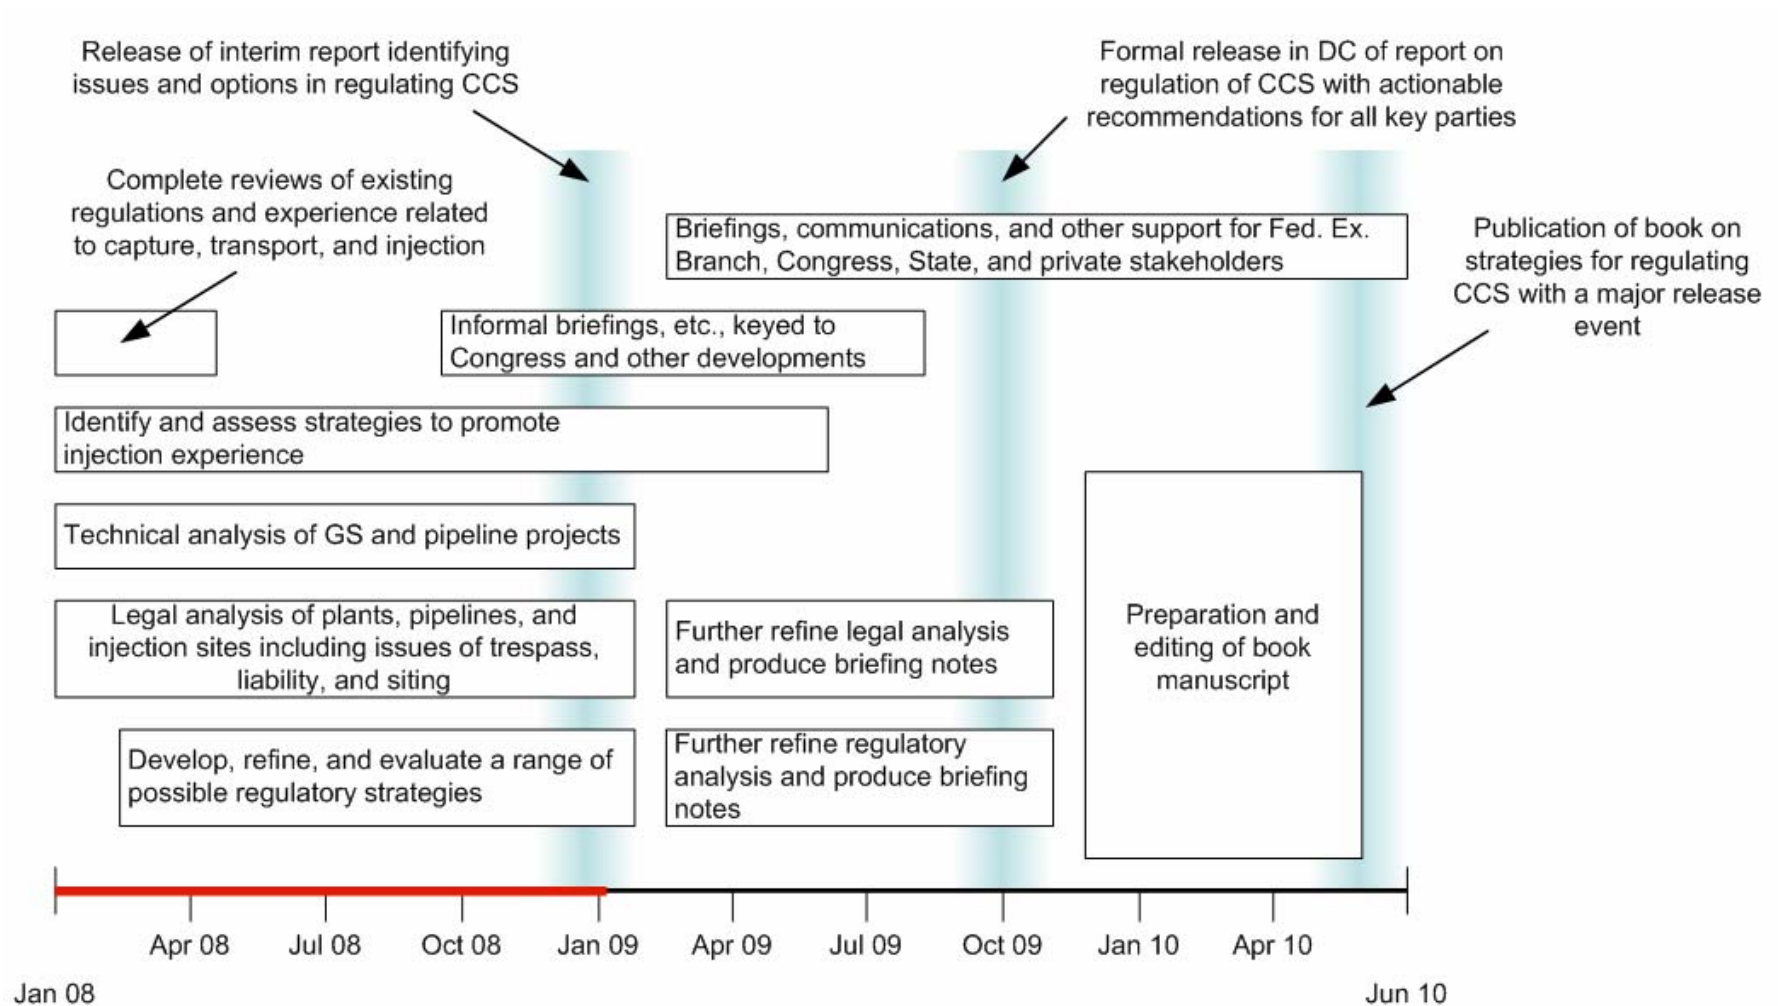 Release of interim report identifying
issues and options in regulating CCS
Formal release in DC of report on
regulation of CCS with actionable
recommendations for all key parties
Complete reviews of existing
regulations and experience related
to capture, transport, and injection
Briefings, communications, and other support for Fed. Ex.
Branch, Congress, State, and private stakeholders
Publication of book on
strategies for regulating
CCS with a major release
event
Informal briefings, etc., keyed to
Congress and other developments
Identify and assess strategies to promote
injection experience
Technical analysis of GS and pipeline projects
Legal analysis of plants, pipelines, and
injection sites including issues of trespass,
liability, and siting
Further refine legal analysis
and produce briefing notes
Preparation and
editing of book
manuscript
Develop, refine, and evaluate a range of
possible regulatory strategies
Further refine regulatory
analysis and produce briefing
notes
Apr 08
Jul 08
Oct 08
Jan 09
Apr 09
Jul 09
Oct 09
Jan 10
Apr 10
Jan 08
Jun 10